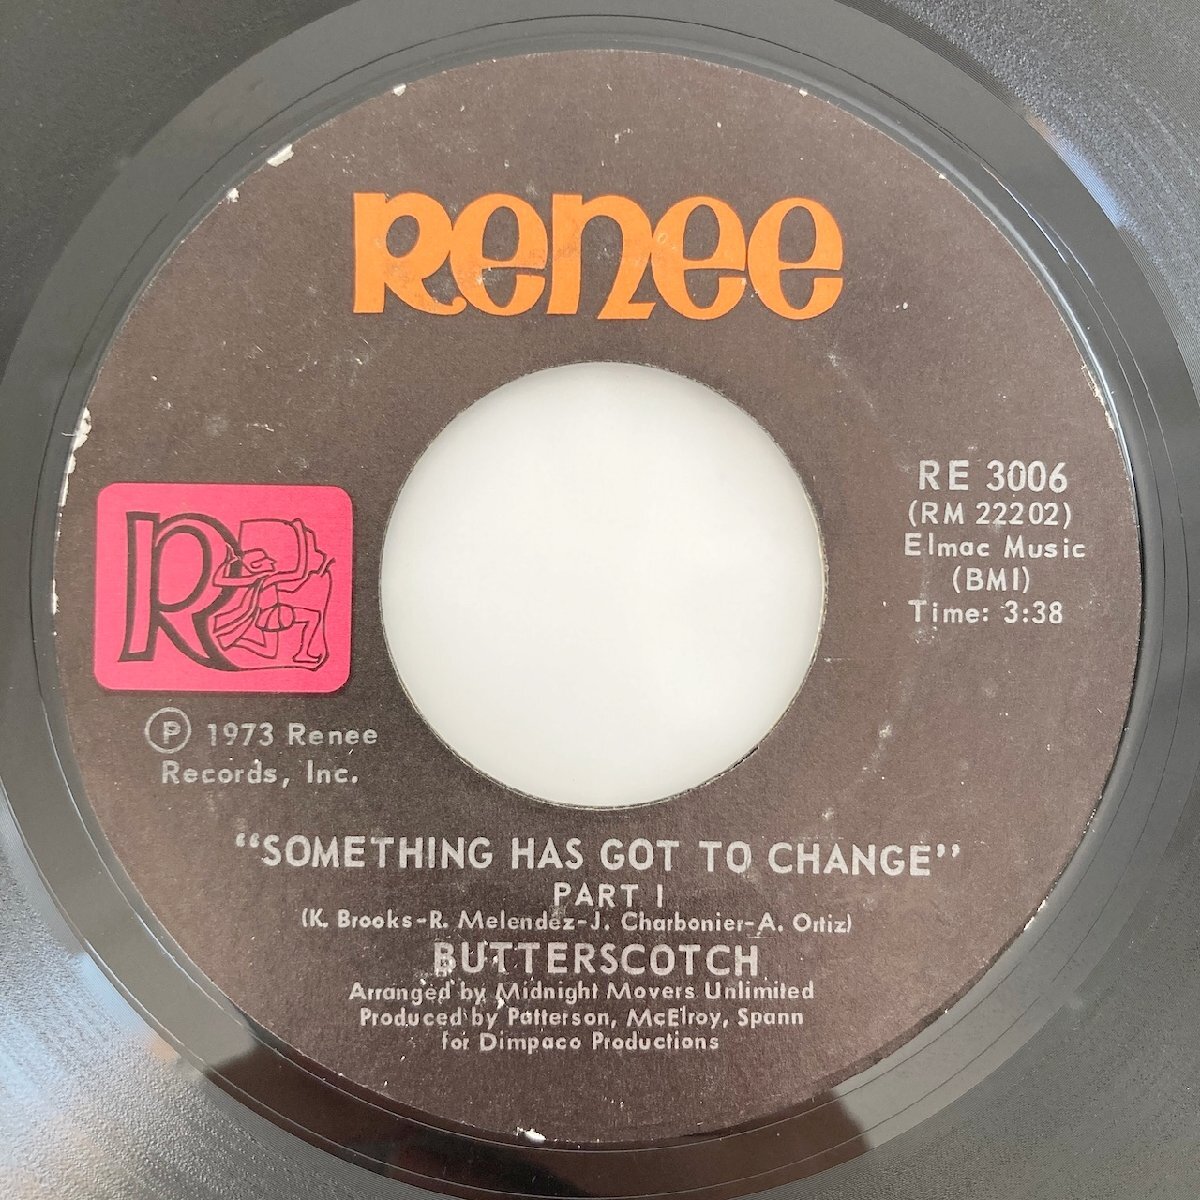 Renee
RE 3006
(RM 22202)
Elmac Music
(BMI)
Time: 3:38
R
Ⓟ 1973 Renee
Records, Inc.
“SOMETHING HAS GOT TO CHANGE”
PART I
(K. Brooks-R. Melendez-J. Charbonier-A. Ortiz)
BUTTERSCOTCH
Arranged by Midnight Movers Unlimited
Produced by Patterson, McElroy, Spann
for Dimpaco Productions